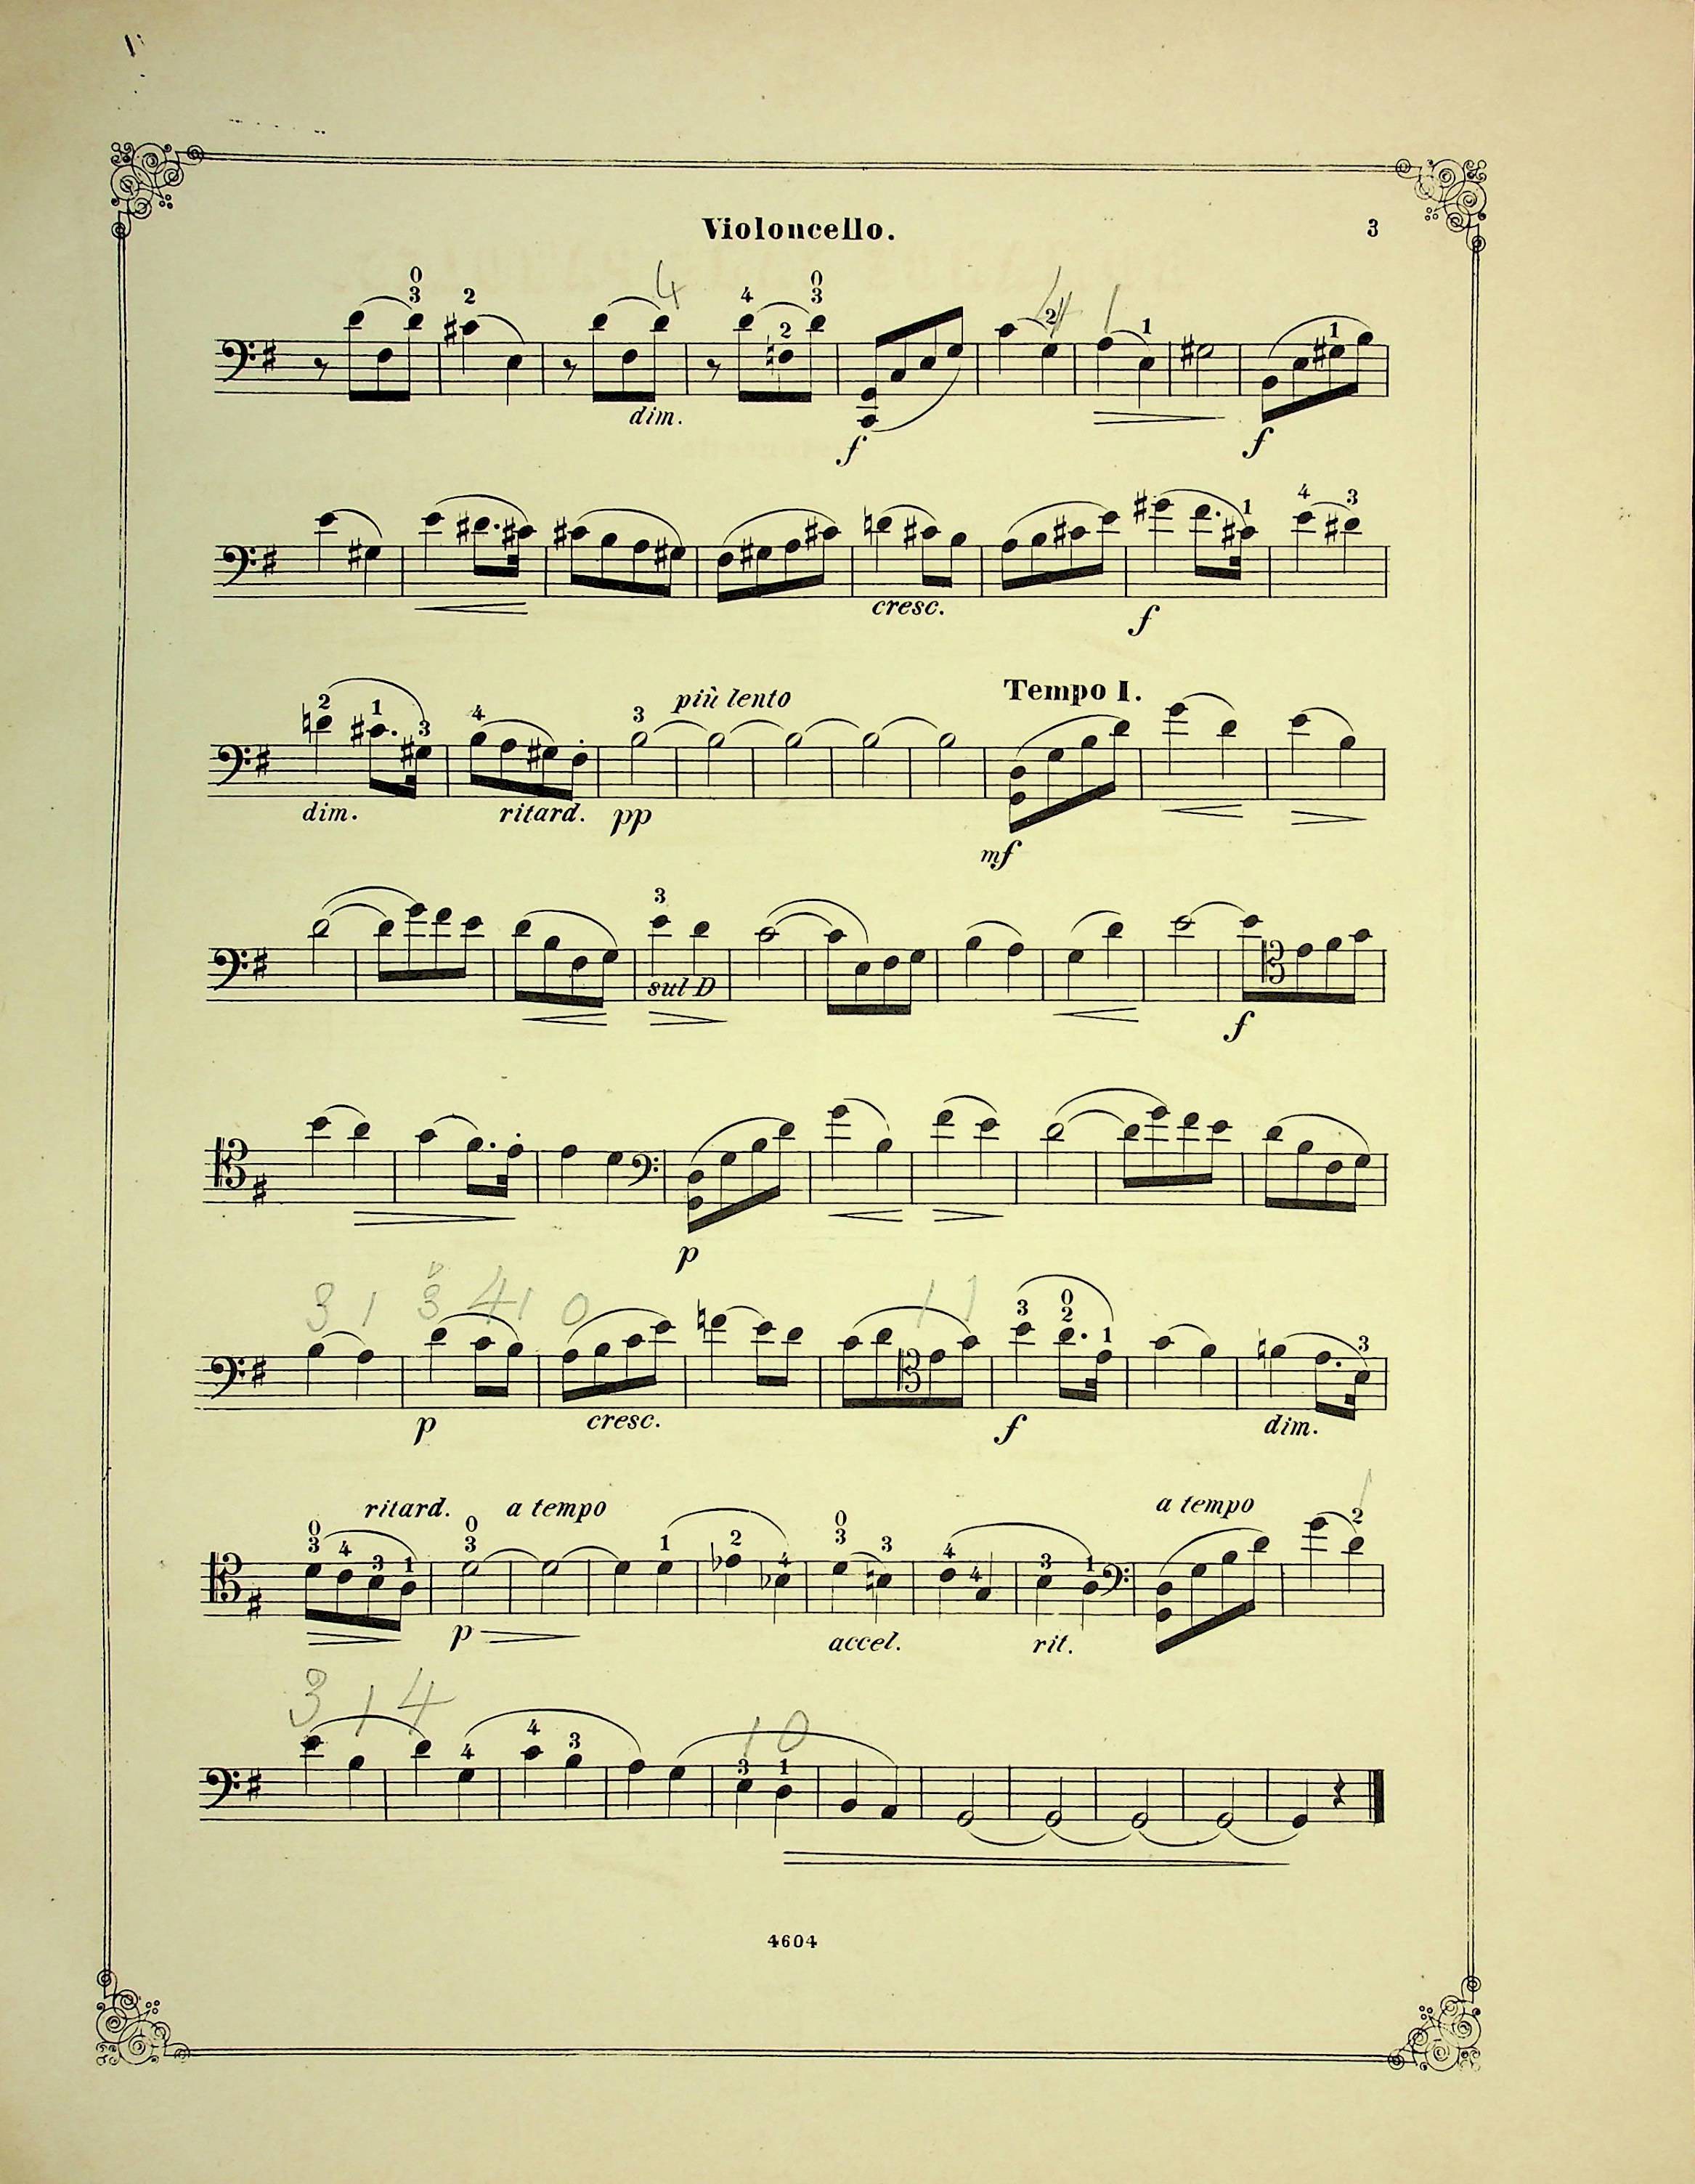 Violoncello. 3
0 0
3 2 4 4 3
2 2 4 1 1 1
dim.
f f
4 3
1
cresc. f
più lento Tempo I.
2 1 3 4 3
dim. ritard. pp
mf
3
sul D
f
p
3 1 3 4 1 0 1 1
0
3 2 1 3
p cresc. f dim.
ritard. a tempo a tempo
0 0 0
3 4 3 1 3 1 2 4 3 3 4 4 3 1 2
p accel. rit.
3 1 4 1 0
4 4 3 3 1
4604